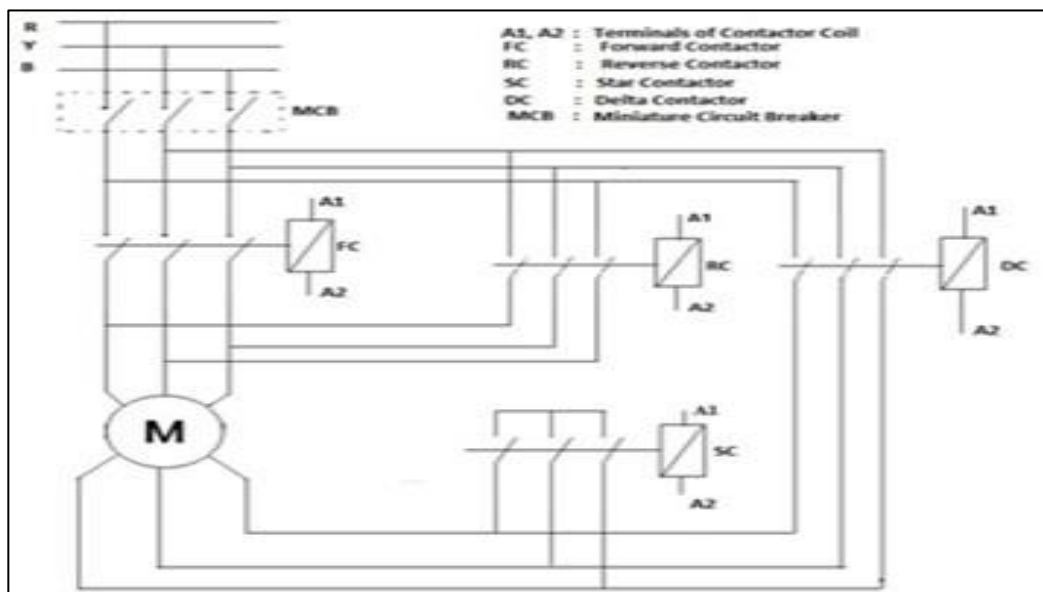 R
Y
B
A1, A2 : Terminals of Contactor Coil
FC : Forward Contactor
RC : Reverse Contactor
SC : Star Contactor
DC : Delta Contactor
MCB : Miniature Circuit Breaker
MCB
A1
FC
A2
A1
RC
A2
A1
DC
A2
M
A1
SC
A2